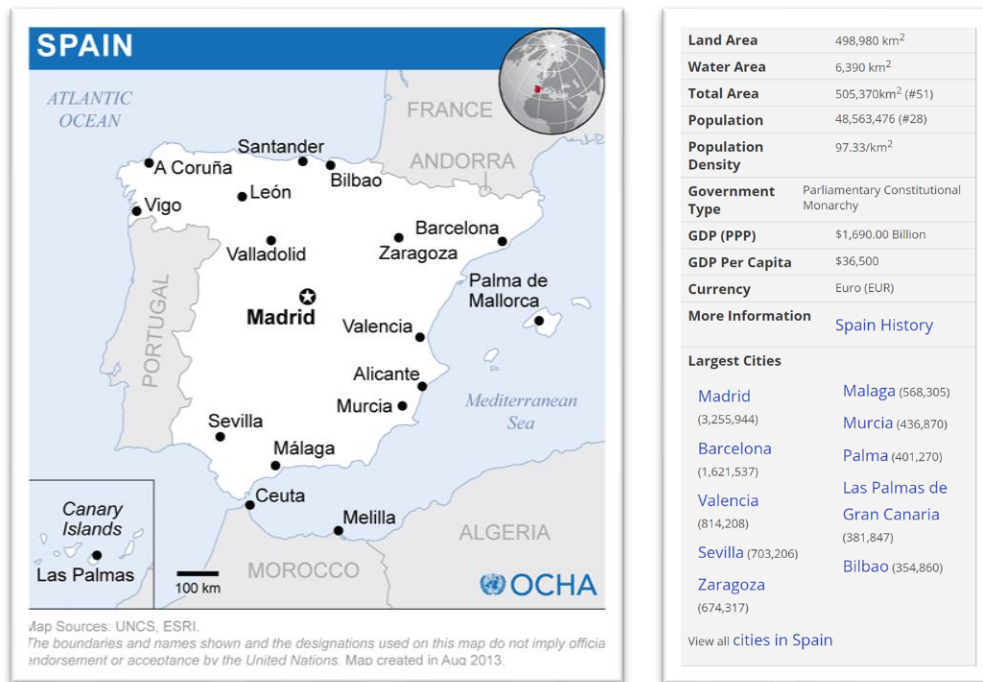 SPAIN
ATLANTIC
OCEAN
FRANCE
ANDORRA
Santander
A Coruña
Bilbao
León
Vigo
Barcelona
Valladolid
Zaragoza
Palma de
Mallorca
Madrid
Valencia
PORTUGAL
Alicante
Mediterranean
Sea
Murcia
Sevilla
Málaga
Ceuta
Canary
Islands
Melilla
ALGERIA
Las Palmas
100 km
MOROCCO
OCHA
Map Sources: UNCS, ESRI.
The boundaries and names shown and the designations used on this map do not imply officia
endorsement or acceptance by the United Nations. Map created in Aug 2013.
Land Area 498,980 km²
Water Area 6,390 km²
Total Area 505,370km² (#51)
Population 48,563,476 (#28)
Population
Density 97.33/km²
Government
Type Parliamentary Constitutional
Monarchy
GDP (PPP) $1,690.00 Billion
GDP Per Capita $36,500
Currency Euro (EUR)
More Information Spain History
Largest Cities
Madrid
(3,255,944)
Barcelona
(1,621,537)
Valencia
(814,208)
Sevilla (703,206)
Zaragoza
(674,317)
Malaga (568,305)
Murcia (436,870)
Palma (401,270)
Las Palmas de
Gran Canaria
(381,847)
Bilbao (354,860)
View all cities in Spain